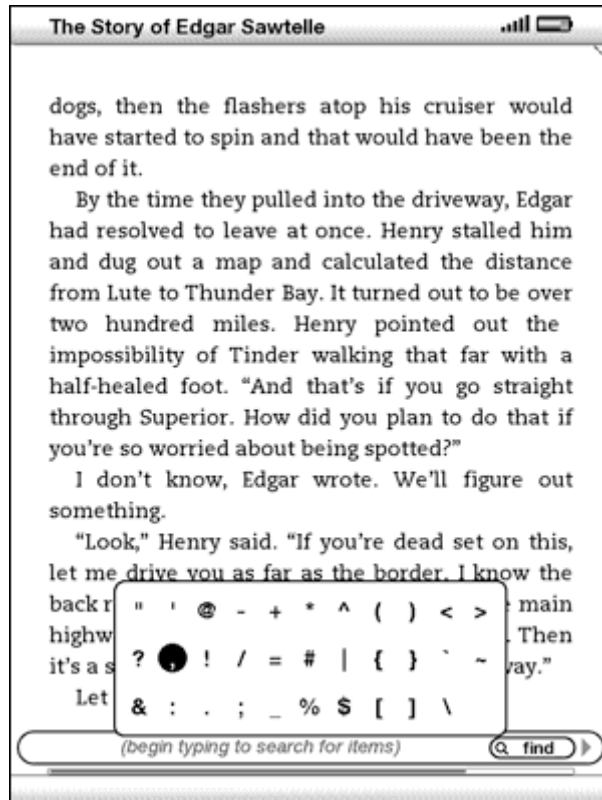 The Story of Edgar Sawtelle
dogs, then the flashers atop his cruiser would
have started to spin and that would have been the
end of it.
By the time they pulled into the driveway, Edgar
had resolved to leave at once. Henry stalled him
and dug out a map and calculated the distance
from Lute to Thunder Bay. It turned out to be over
two hundred miles. Henry pointed out the
impossibility of Tinder walking that far with a
half-healed foot. “And that’s if you go straight
through Superior. How did you plan to do that if
you’re so worried about being spotted?”
I don’t know, Edgar wrote. We’ll figure out
something.
“Look,” Henry said. “If you’re dead set on this,
let me drive you as far as the border. I know the
back r main
highw . Then
it’s a s way.”
Let
" ' @ - + * ^ ( ) < >
? , ! / = # | { } ` ~
& : . ; _ % $ [ ] \
(begin typing to search for items) find